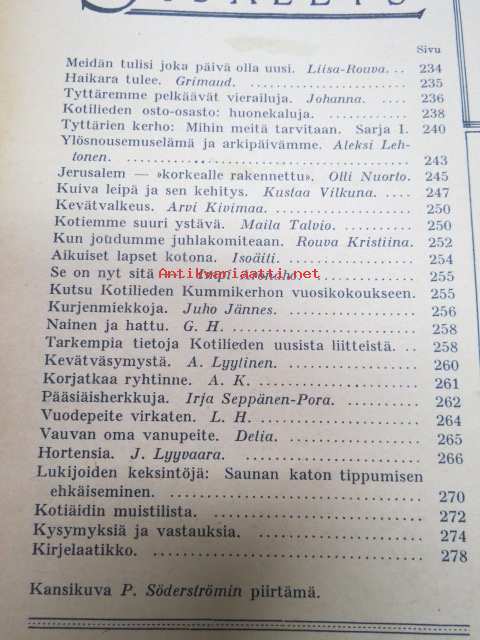 SISÄLLYS
Sivu
Meidän tulisi joka päivä olla uusi. Liisa-Rouva. .. 234
Haikara tulee. Grimaud. .......... 235
Tyttäremme pelkäävät vierailuja. Johanna. .... 236
Kotilieden osto-osasto: huonekaluja. .......... 238
Tyttärien kerho: Mihin meitä tarvitaan. Sarja I. 240
Ylösnousemuselämä ja arkipäivämme. Aleksi Leh-
tonen. .......... 243
Jerusalem — »korkealle rakennettu». Olli Nuorto. 245
Kuiva leipä ja sen kehitys. Kustaa Vilkuna. .... 247
Kevätvalkeus. Arvi Kivimaa. .......... 250
Kotiemme suuri ystävä. Maila Talvio. .......... 250
Kun joudumme juhlakomiteaan. Rouva Kristiina. 252
Aikuiset lapset kotona. Isoäiti. .......... 254
Se on nyt sitä 255
Antikvariaatti.net
Kutsu Kotilieden Kummikerhon vuosikokoukseen. 255
Kurjenmiekkoja. Juho Jännes. .......... 256
Nainen ja hattu. G. H. .......... 258
Tarkempia tietoja Kotilieden uusista liitteistä. .. 258
Kevätväsymystä. A. Lyytinen. .......... 260
Korjatkaa ryhtinne. A. K. .......... 261
Pääsiäisherkkuja. Irja Seppänen-Pora. .......... 262
Vuodepeite virkaten. L. H. .......... 264
Vauvan oma vanupeite. Delia. .......... 265
Hortensia. J. Lyyvaara. .......... 266
Lukijoiden keksintöjä: Saunan katon tippumisen
ehkäiseminen. .......... 270
Kotiäidin muistilista. .......... 272
Kysymyksiä ja vastauksia. .......... 274
Kirjelaatikko. .......... 278
Kansikuva P. Söderströmin piirtämä.